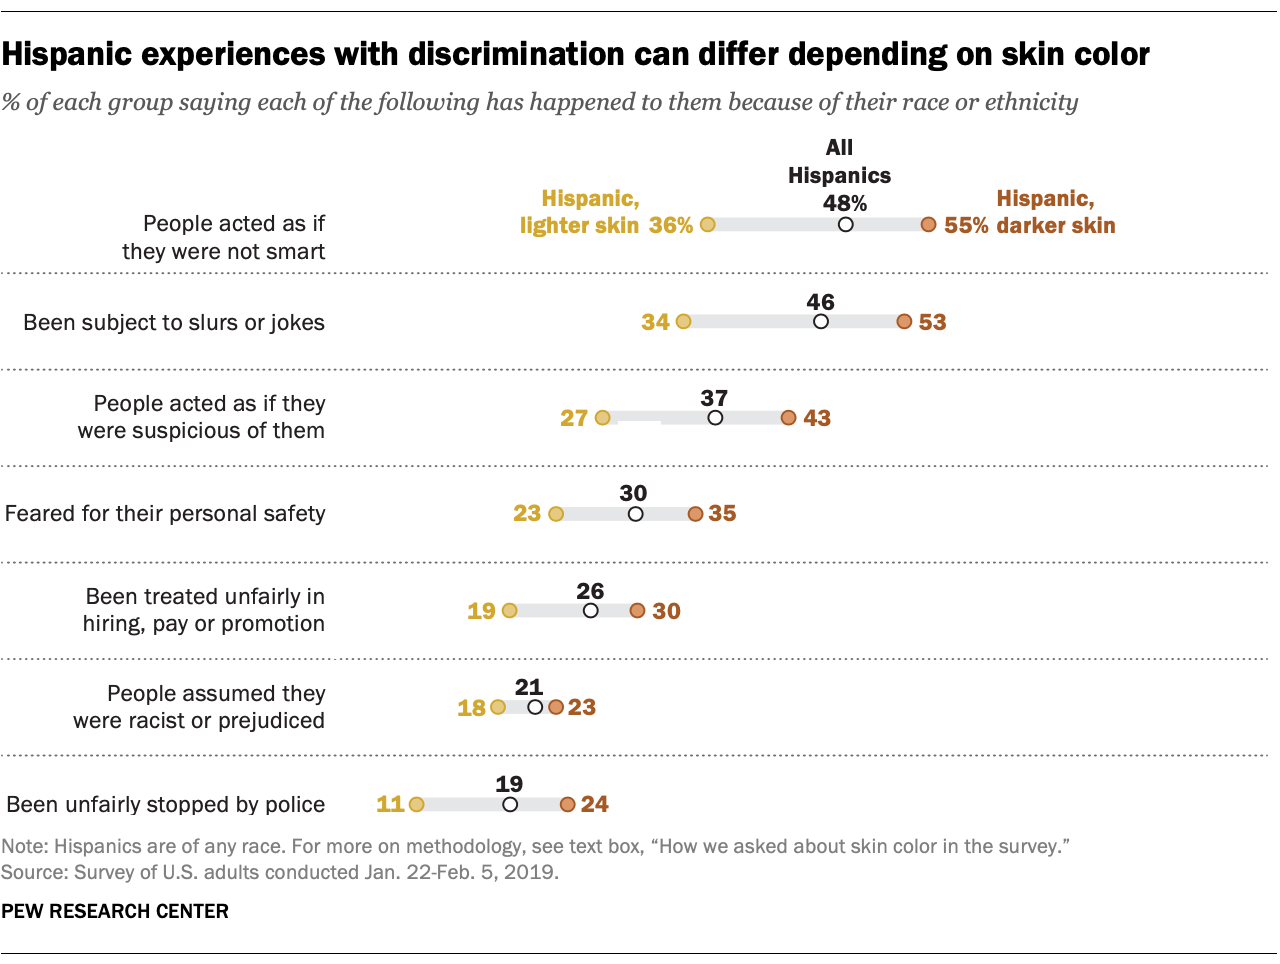 Hispanic experiences with discrimination can differ depending on skin color
% of each group saying each of the following has happened to them because of their race or ethnicity
All
Hispanics
48%
Hispanic,
lighter skin 36%
Hispanic,
55% darker skin
People acted as if
they were not smart
46
Been subject to slurs or jokes 34 53
37
People acted as if they
were suspicious of them
27 43
30
Feared for their personal safety 23 35
26
Been treated unfairly in
hiring, pay or promotion
19 30
21
People assumed they
were racist or prejudiced
18 23
19
Been unfairly stopped by police 11 24
Note: Hispanics are of any race. For more on methodology, see text box, “How we asked about skin color in the survey.”
Source: Survey of U.S. adults conducted Jan. 22-Feb. 5, 2019.
PEW RESEARCH CENTER